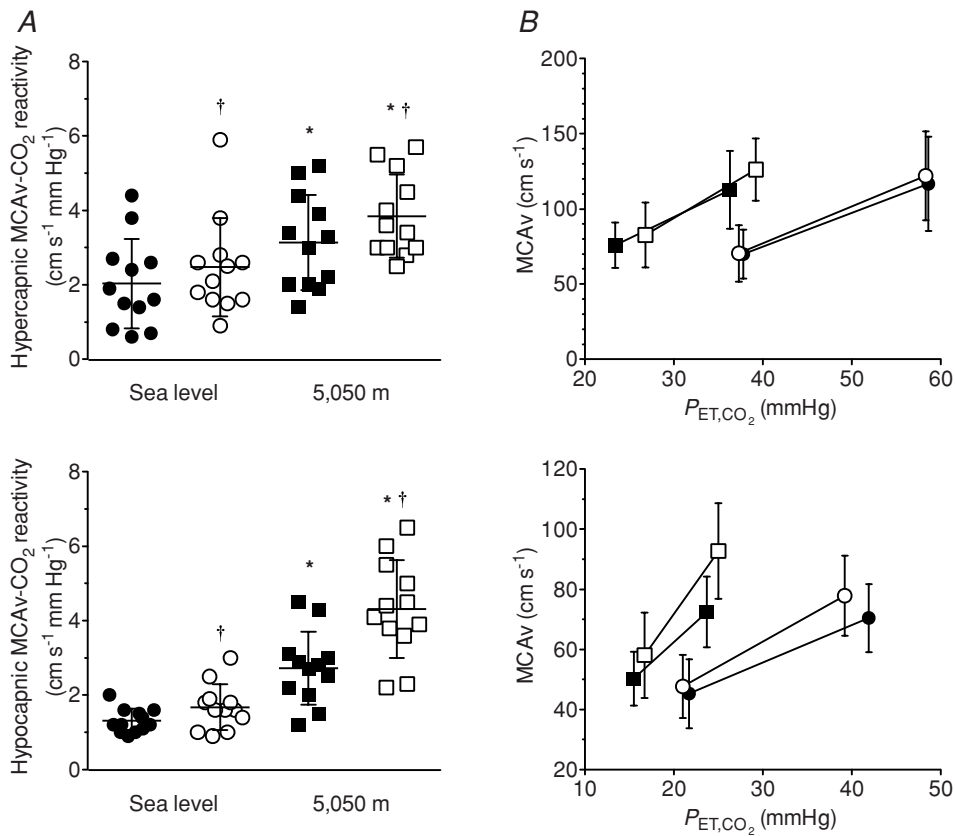 A
Hypercapnic MCAv-CO₂ reactivity
(cm s⁻¹ mm Hg⁻¹)
8
6
4
2
0
†
*
* †
Sea level
5,050 m
B
MCAv (cm s⁻¹)
200
150
100
50
0
20
30
40
50
60
P_ET,CO₂ (mmHg)
Hypocapnic MCAv-CO₂ reactivity
(cm s⁻¹ mm Hg⁻¹)
8
6
4
2
0
†
*
* †
Sea level
5,050 m
MCAv (cm s⁻¹)
120
100
80
60
40
20
10
20
30
40
50
P_ET,CO₂ (mmHg)